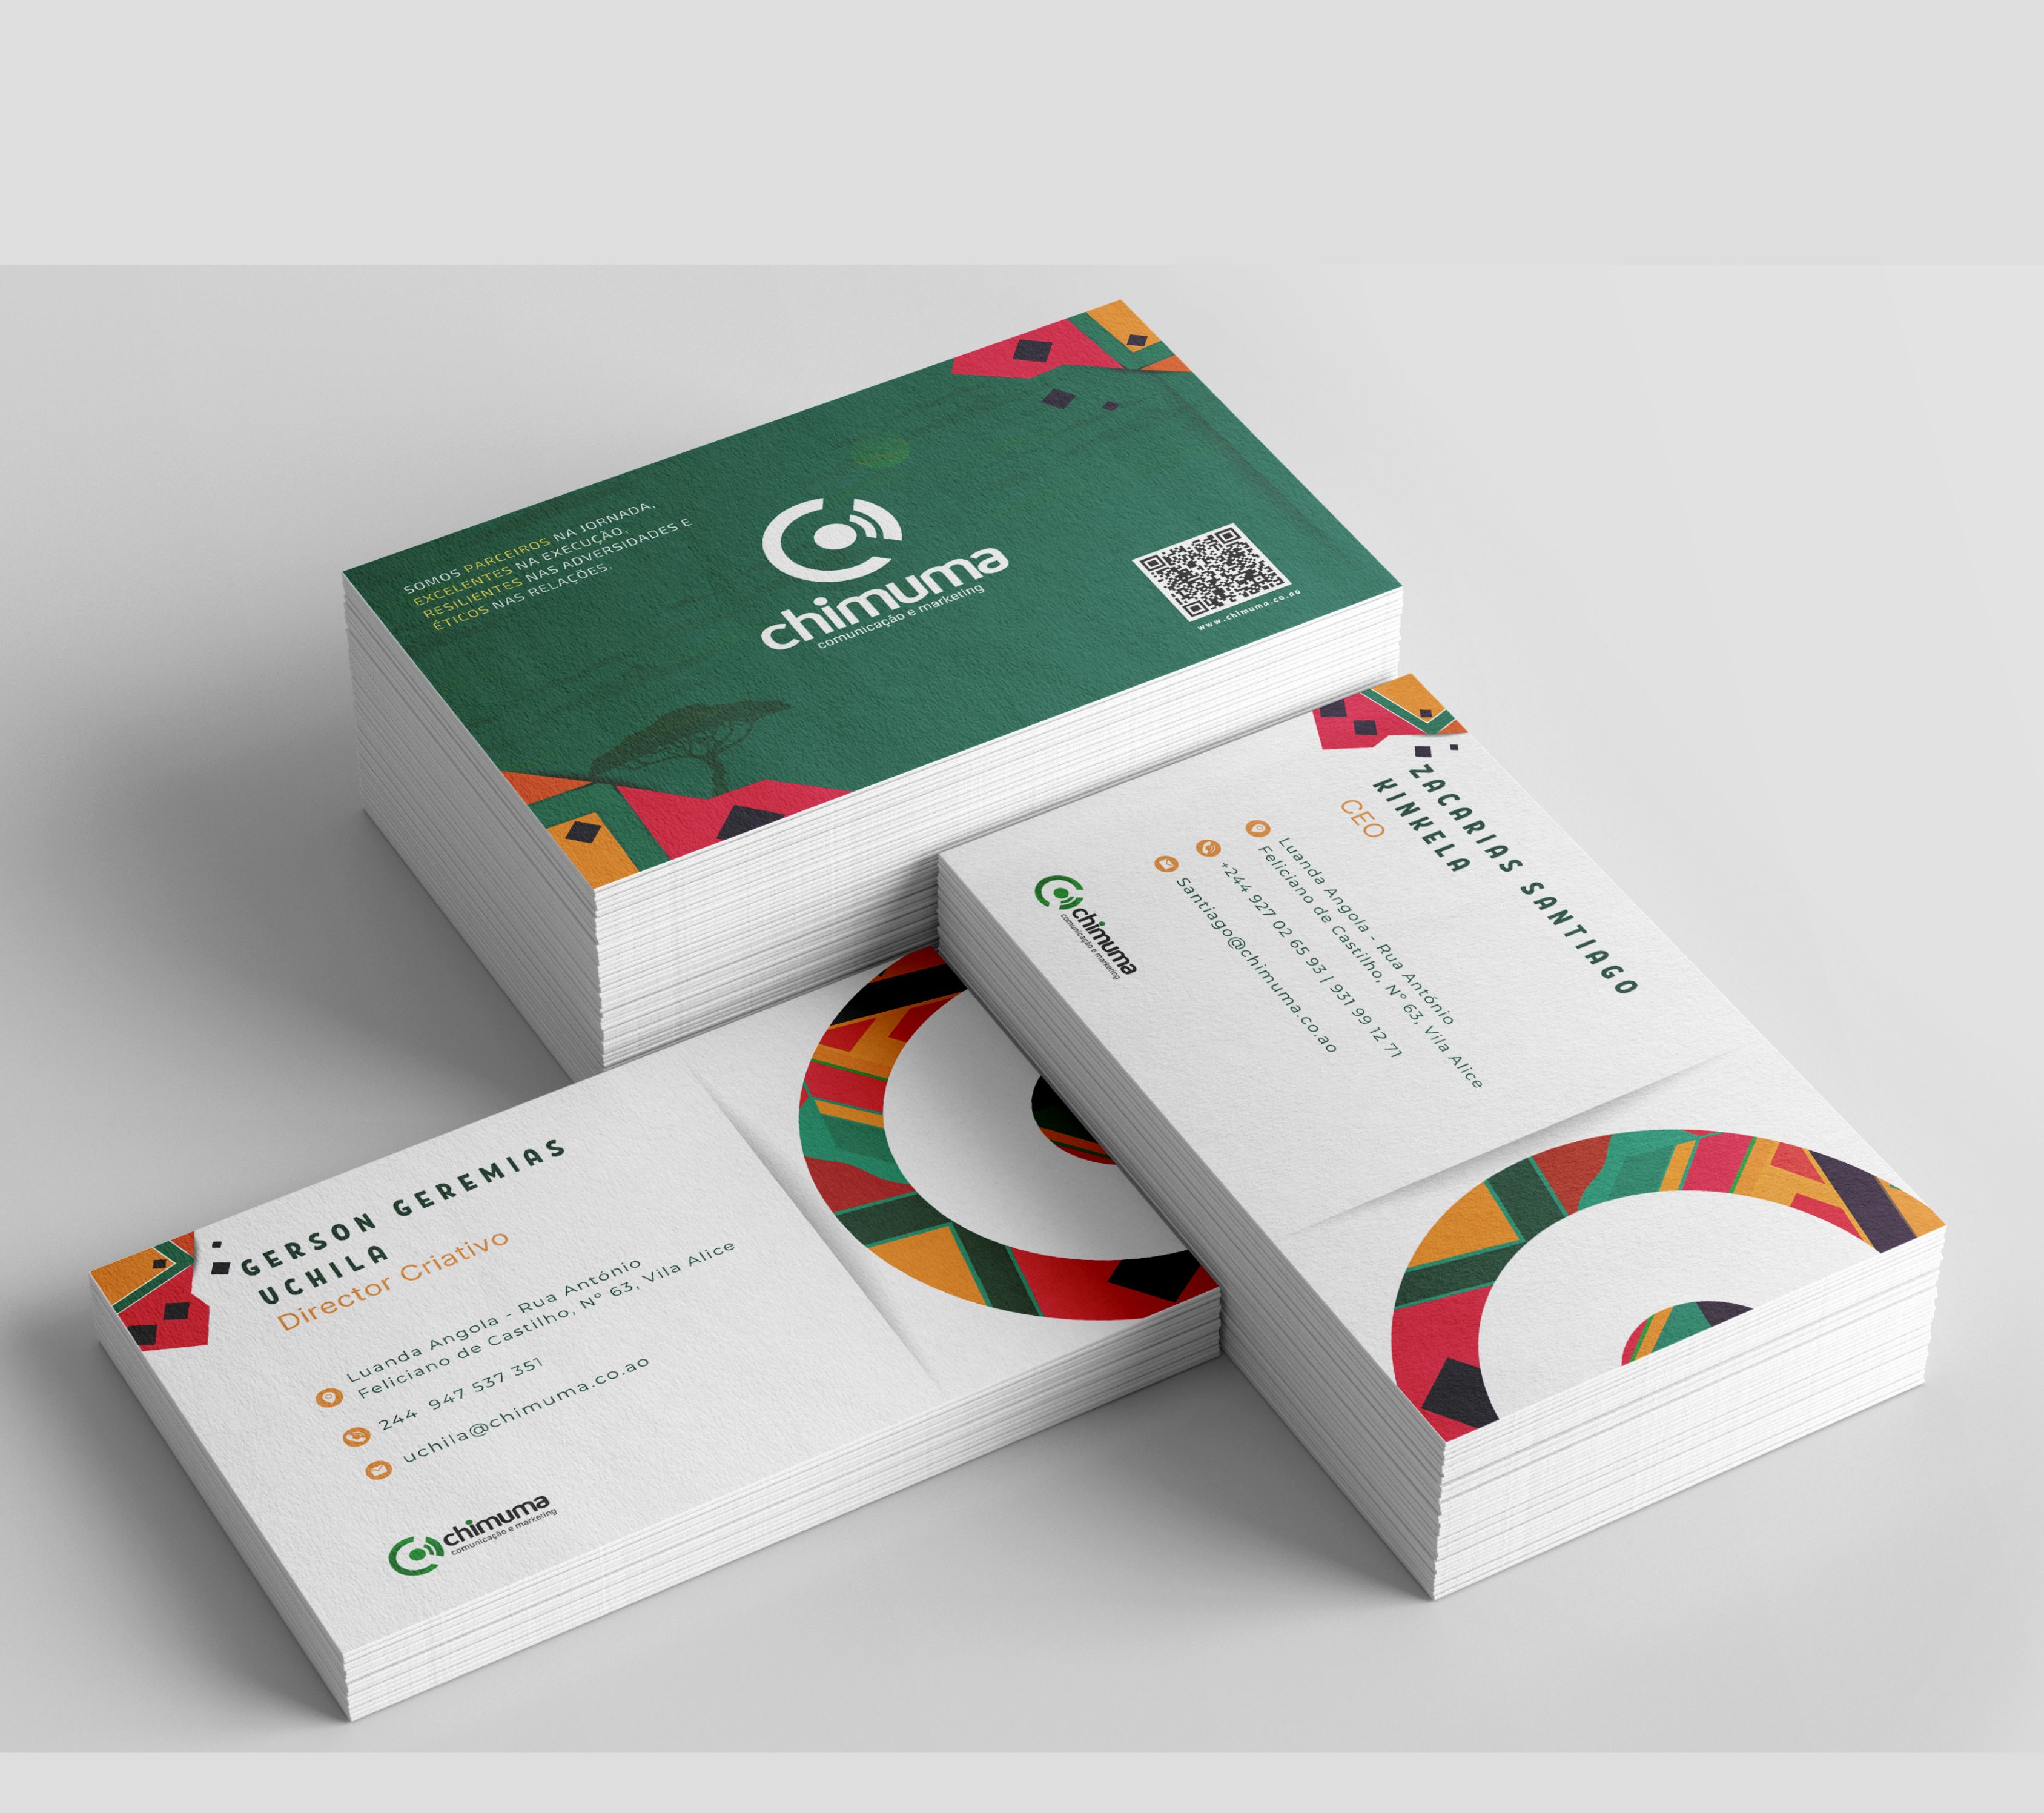 SOMOS PARCEIROS NA JORNADA,
EXCELENTES NA EXECUÇÃO,
RESILIENTES NAS ADVERSIDADES E
ÉTICOS NAS RELAÇÕES.
chimuma
comunicação e marketing
www.chimuma.co.ao
ZACARIAS SANTIAGO
KINKELA
CEO
Luanda Angola - Rua António
Feliciano de Castilho, Nº 63, Vila Alice
+244 927 02 65 93 | 931 99 12 71
Santiago@chimuma.co.ao
chimuma
comunicação e marketing
GERSON GEREMIAS
UCHILA
Director Criativo
Luanda Angola - Rua António
Feliciano de Castilho, Nº 63, Vila Alice
244 947 537 351
uchila@chimuma.co.ao
chimuma
comunicação e marketing